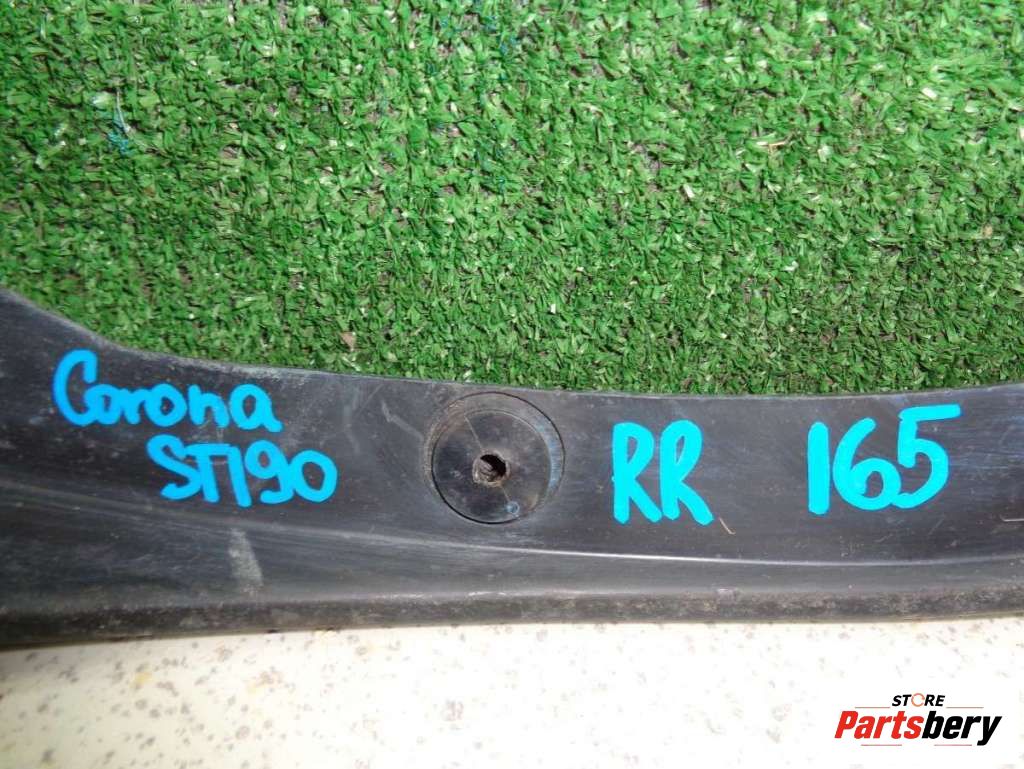 Corona
ST190
RR 165
STORE
Partsbery